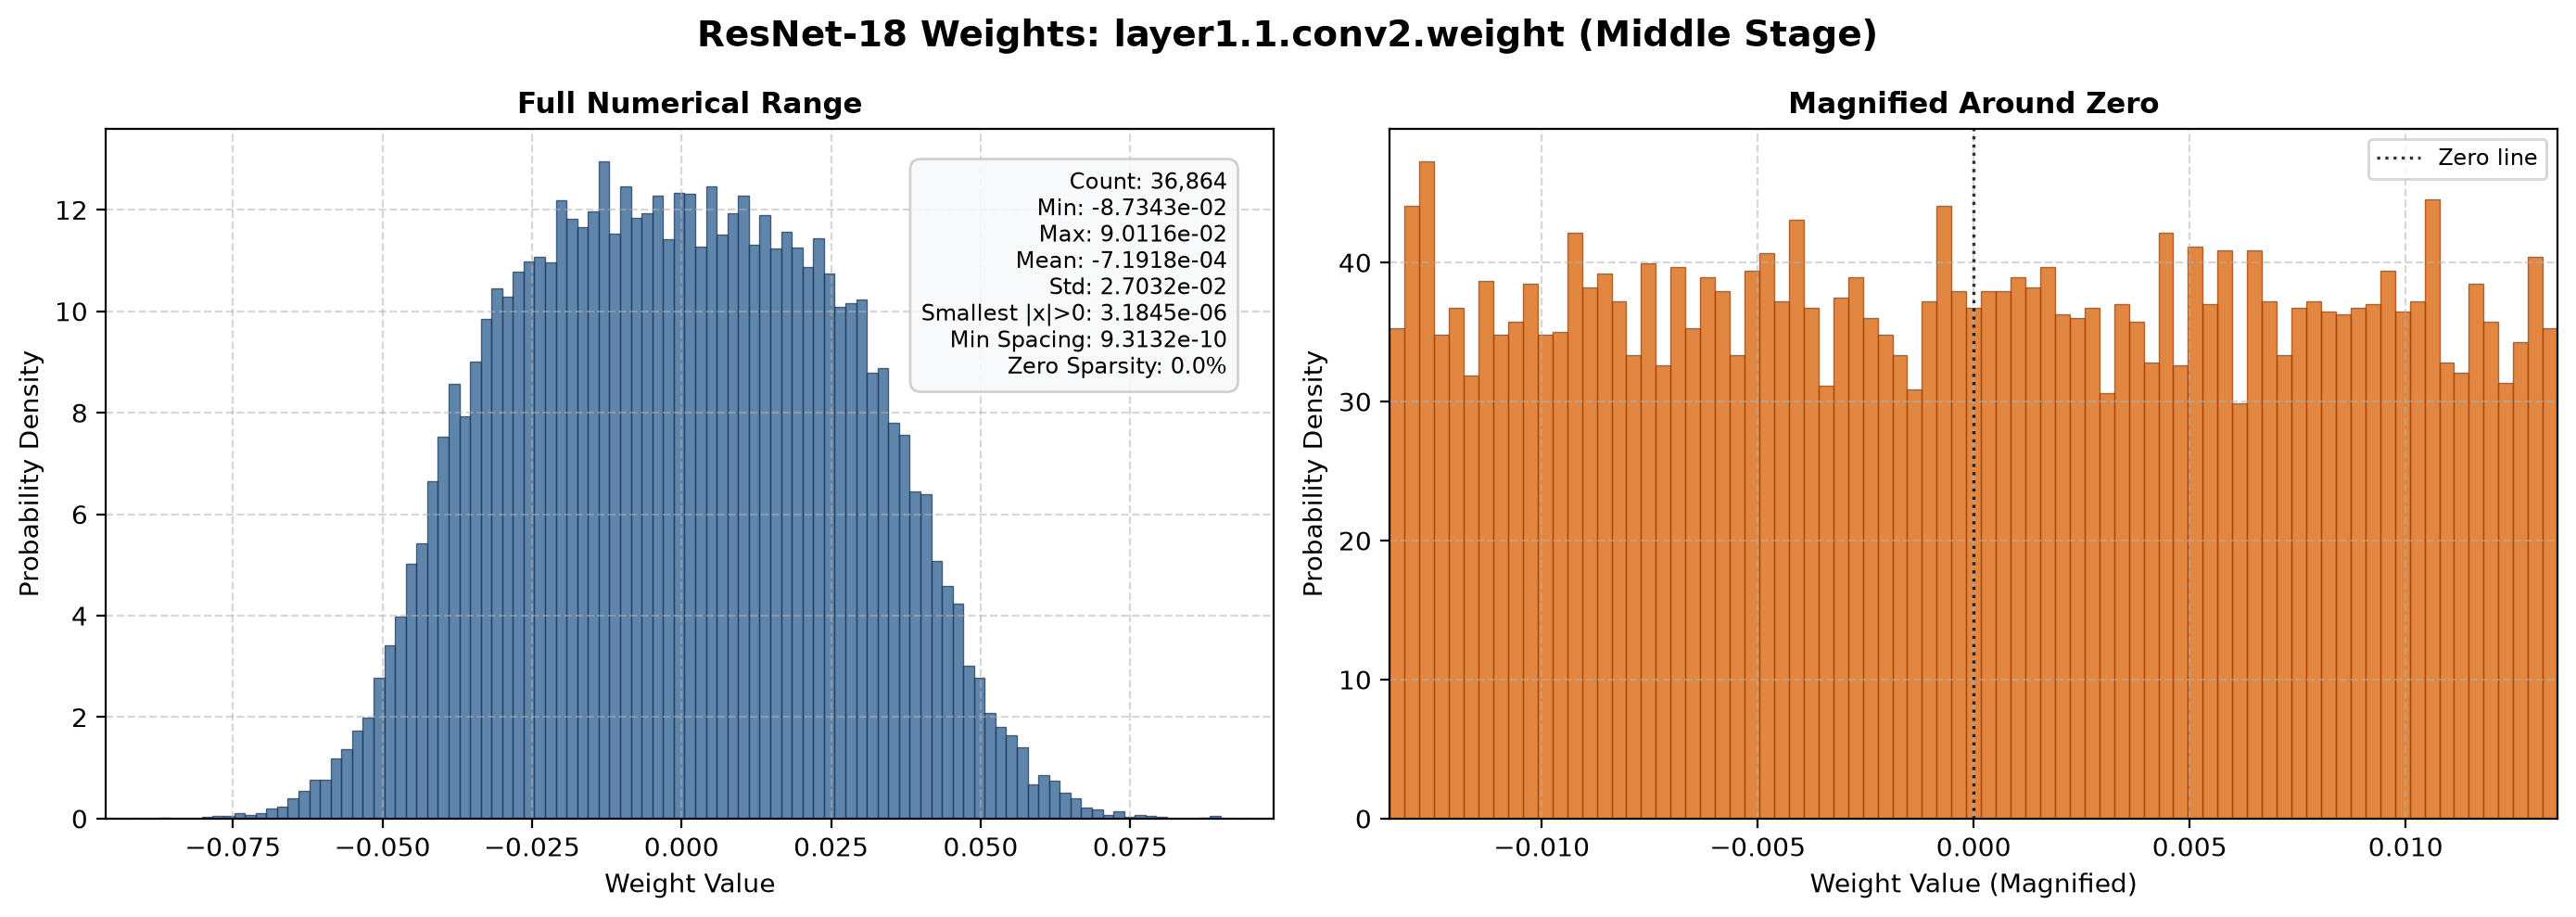 ResNet-18 Weights: layer1.1.conv2.weight (Middle Stage)
Full Numerical Range
Probability Density
12
10
8
6
4
2
0
−0.075 −0.050 −0.025 0.000 0.025 0.050 0.075
Weight Value
Count: 36,864
Min: -8.7343e-02
Max: 9.0116e-02
Mean: -7.1918e-04
Std: 2.7032e-02
Smallest |x|>0: 3.1845e-06
Min Spacing: 9.3132e-10
Zero Sparsity: 0.0%
Magnified Around Zero
Probability Density
40
30
20
10
0
−0.010 −0.005 0.000 0.005 0.010
Weight Value (Magnified)
Zero line